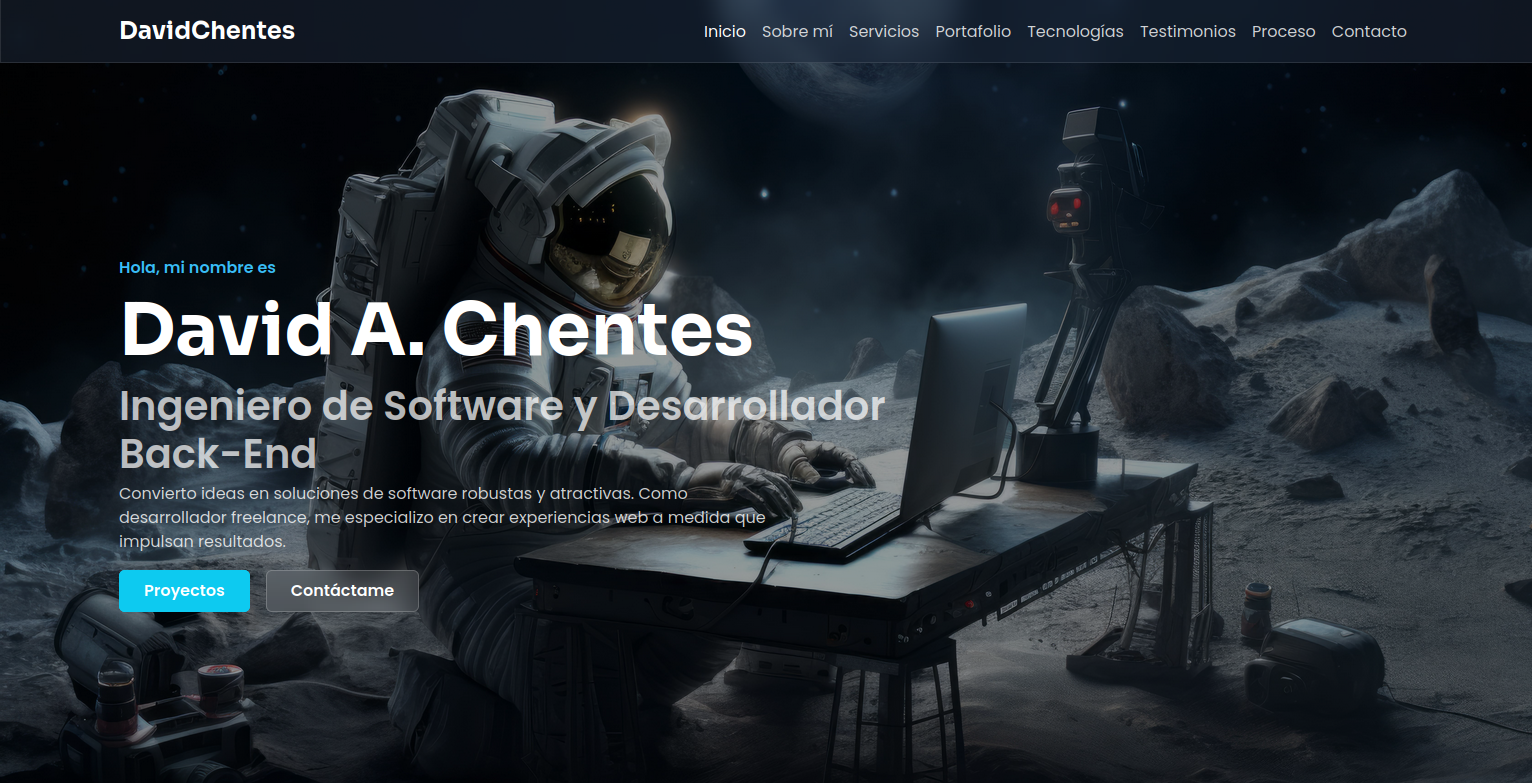 DavidChentes
Inicio Sobre mí Servicios Portafolio Tecnologías Testimonios Proceso Contacto
Hola, mi nombre es
David A. Chentes
Ingeniero de Software y Desarrollador
Back-End
Convierto ideas en soluciones de software robustas y atractivas. Como
desarrollador freelance, me especializo en crear experiencias web a medida que
impulsan resultados.
Proyectos Contáctame